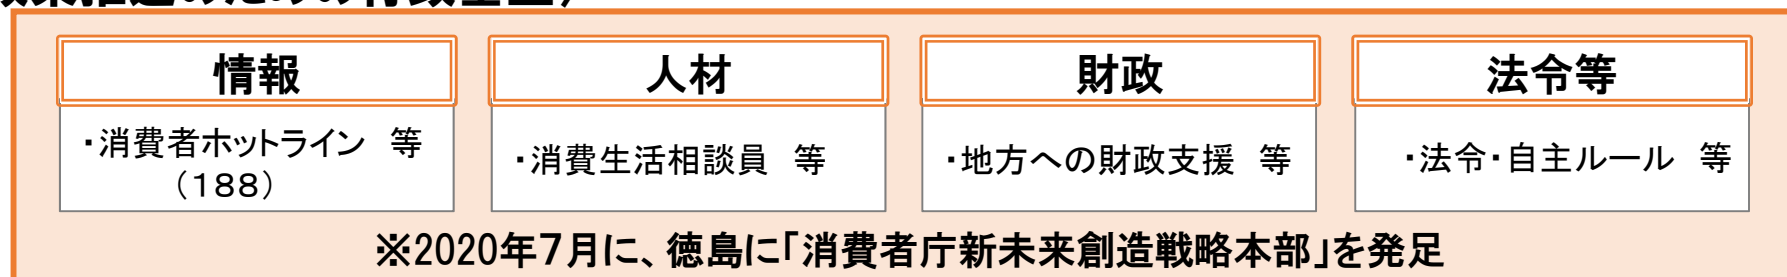 情報
・消費者ホットライン 等
(188)
人材
・消費生活相談員 等
財政
・地方への財政支援 等
法令等
・法令・自主ルール 等
※2020年7月に、徳島に「消費者庁新未来創造戦略本部」を発足